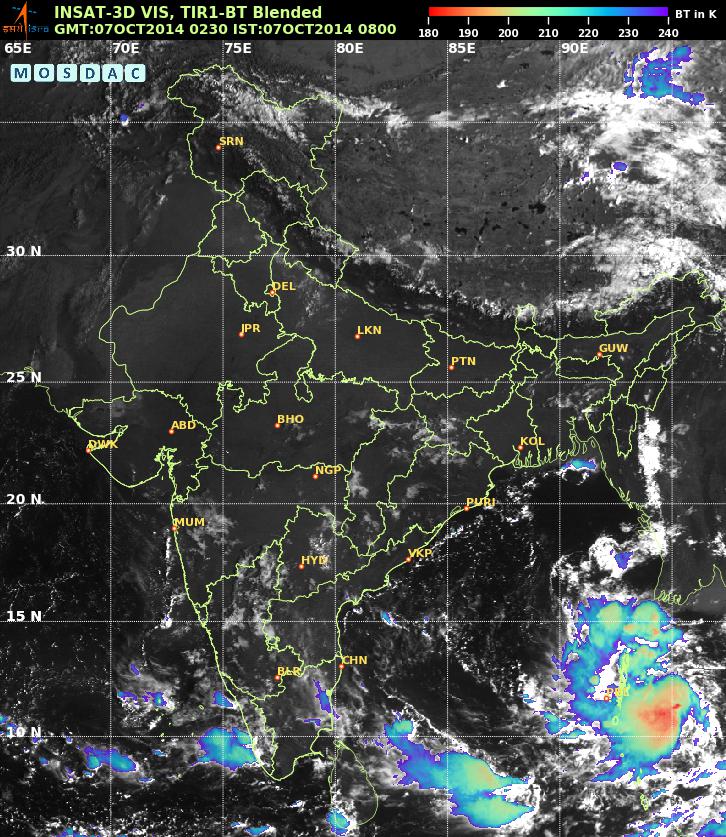 INSAT-3D VIS, TIR1-BT Blended
GMT:07OCT2014 0230 IST:07OCT2014 0800
BT in K
180 190 200 210 220 230 240
65E 70E 75E 80E 85E 90E
MOSDAC
SRN
30 N
DEL
JPR
LKN
GUW
PTN
25 N
ABD
BHO
DWK
KOL
NGP
20 N
PURI
MUM
VKP
HYD
15 N
CHN
BLR
10 N